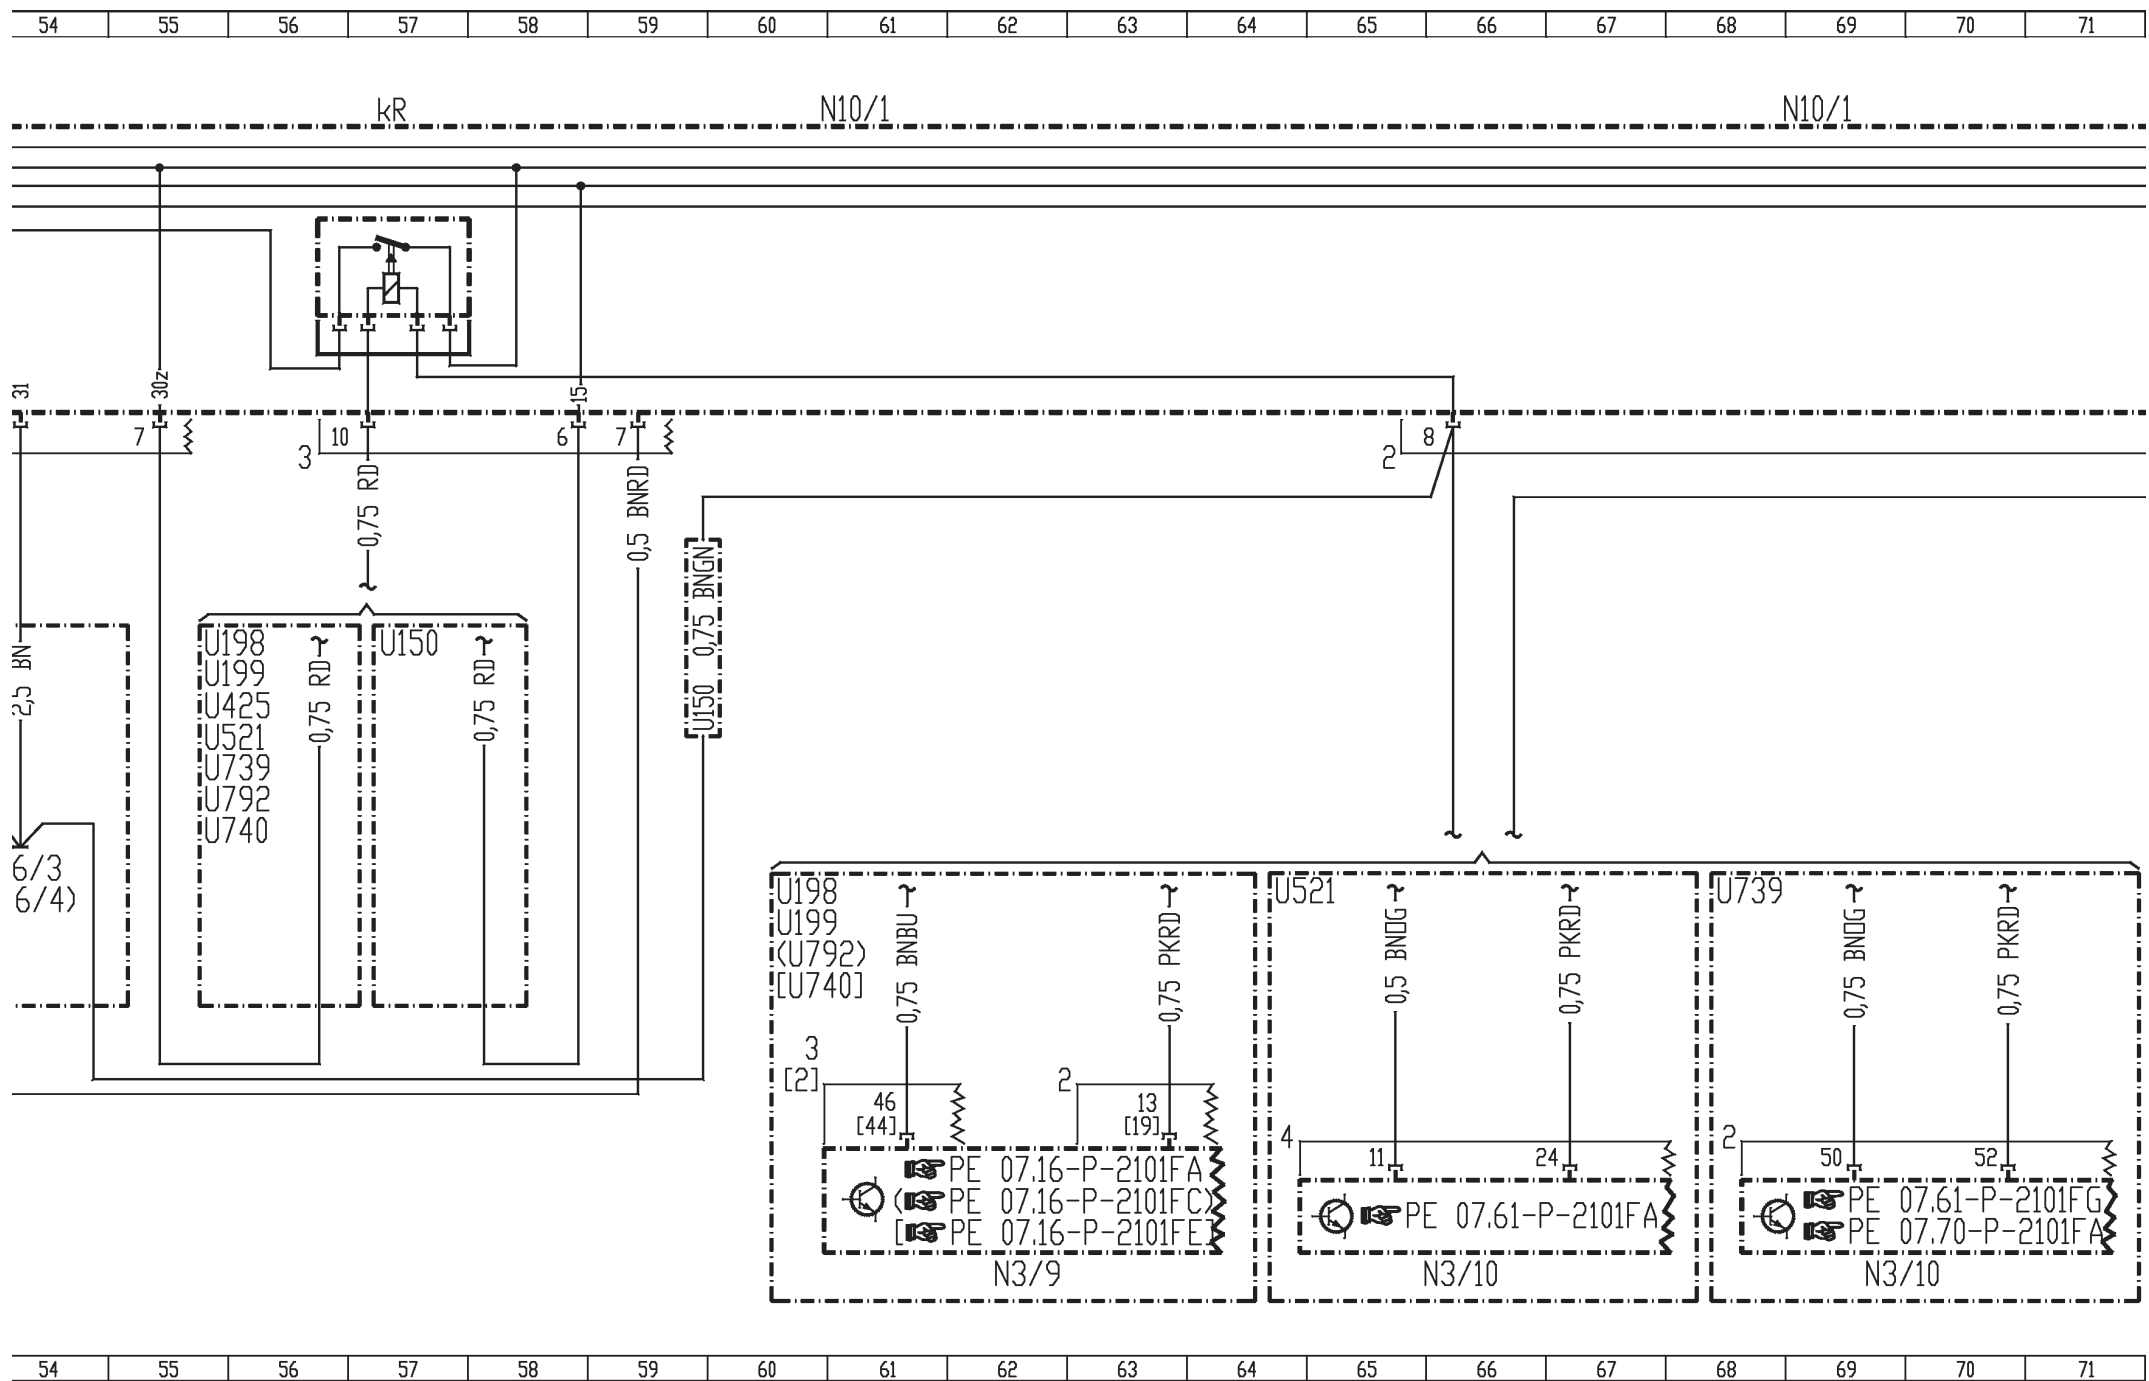 54 55 56 57 58 59 60 61 62 63 64 65 66 67 68 69 70 71
kR N10/1 N10/1
31 30z 15
7 10 6 7 8
3 2
0,75 RD
0,5 BNRD
U150 0,75 BNGN
2,5 BN
U198
U199
U425
U521
U739
U792
U740
0,75 RD
U150
0,75 RD
6/3
6/4)
U198
U199
(U792)
[U740]
0,75 BNBU
0,75 PKRD
3
[2]
46
[44]
2
13
[19]
PE 07.16-P-2101FA
(PE 07.16-P-2101FC)
[PE 07.16-P-2101FE]
N3/9
U521
0,5 BNOG
0,75 PKRD
4
11 24
PE 07.61-P-2101FA
N3/10
U739
0,75 BNOG
0,75 PKRD
2
50 52
PE 07.61-P-2101FG
PE 07.70-P-2101FA
N3/10
54 55 56 57 58 59 60 61 62 63 64 65 66 67 68 69 70 71